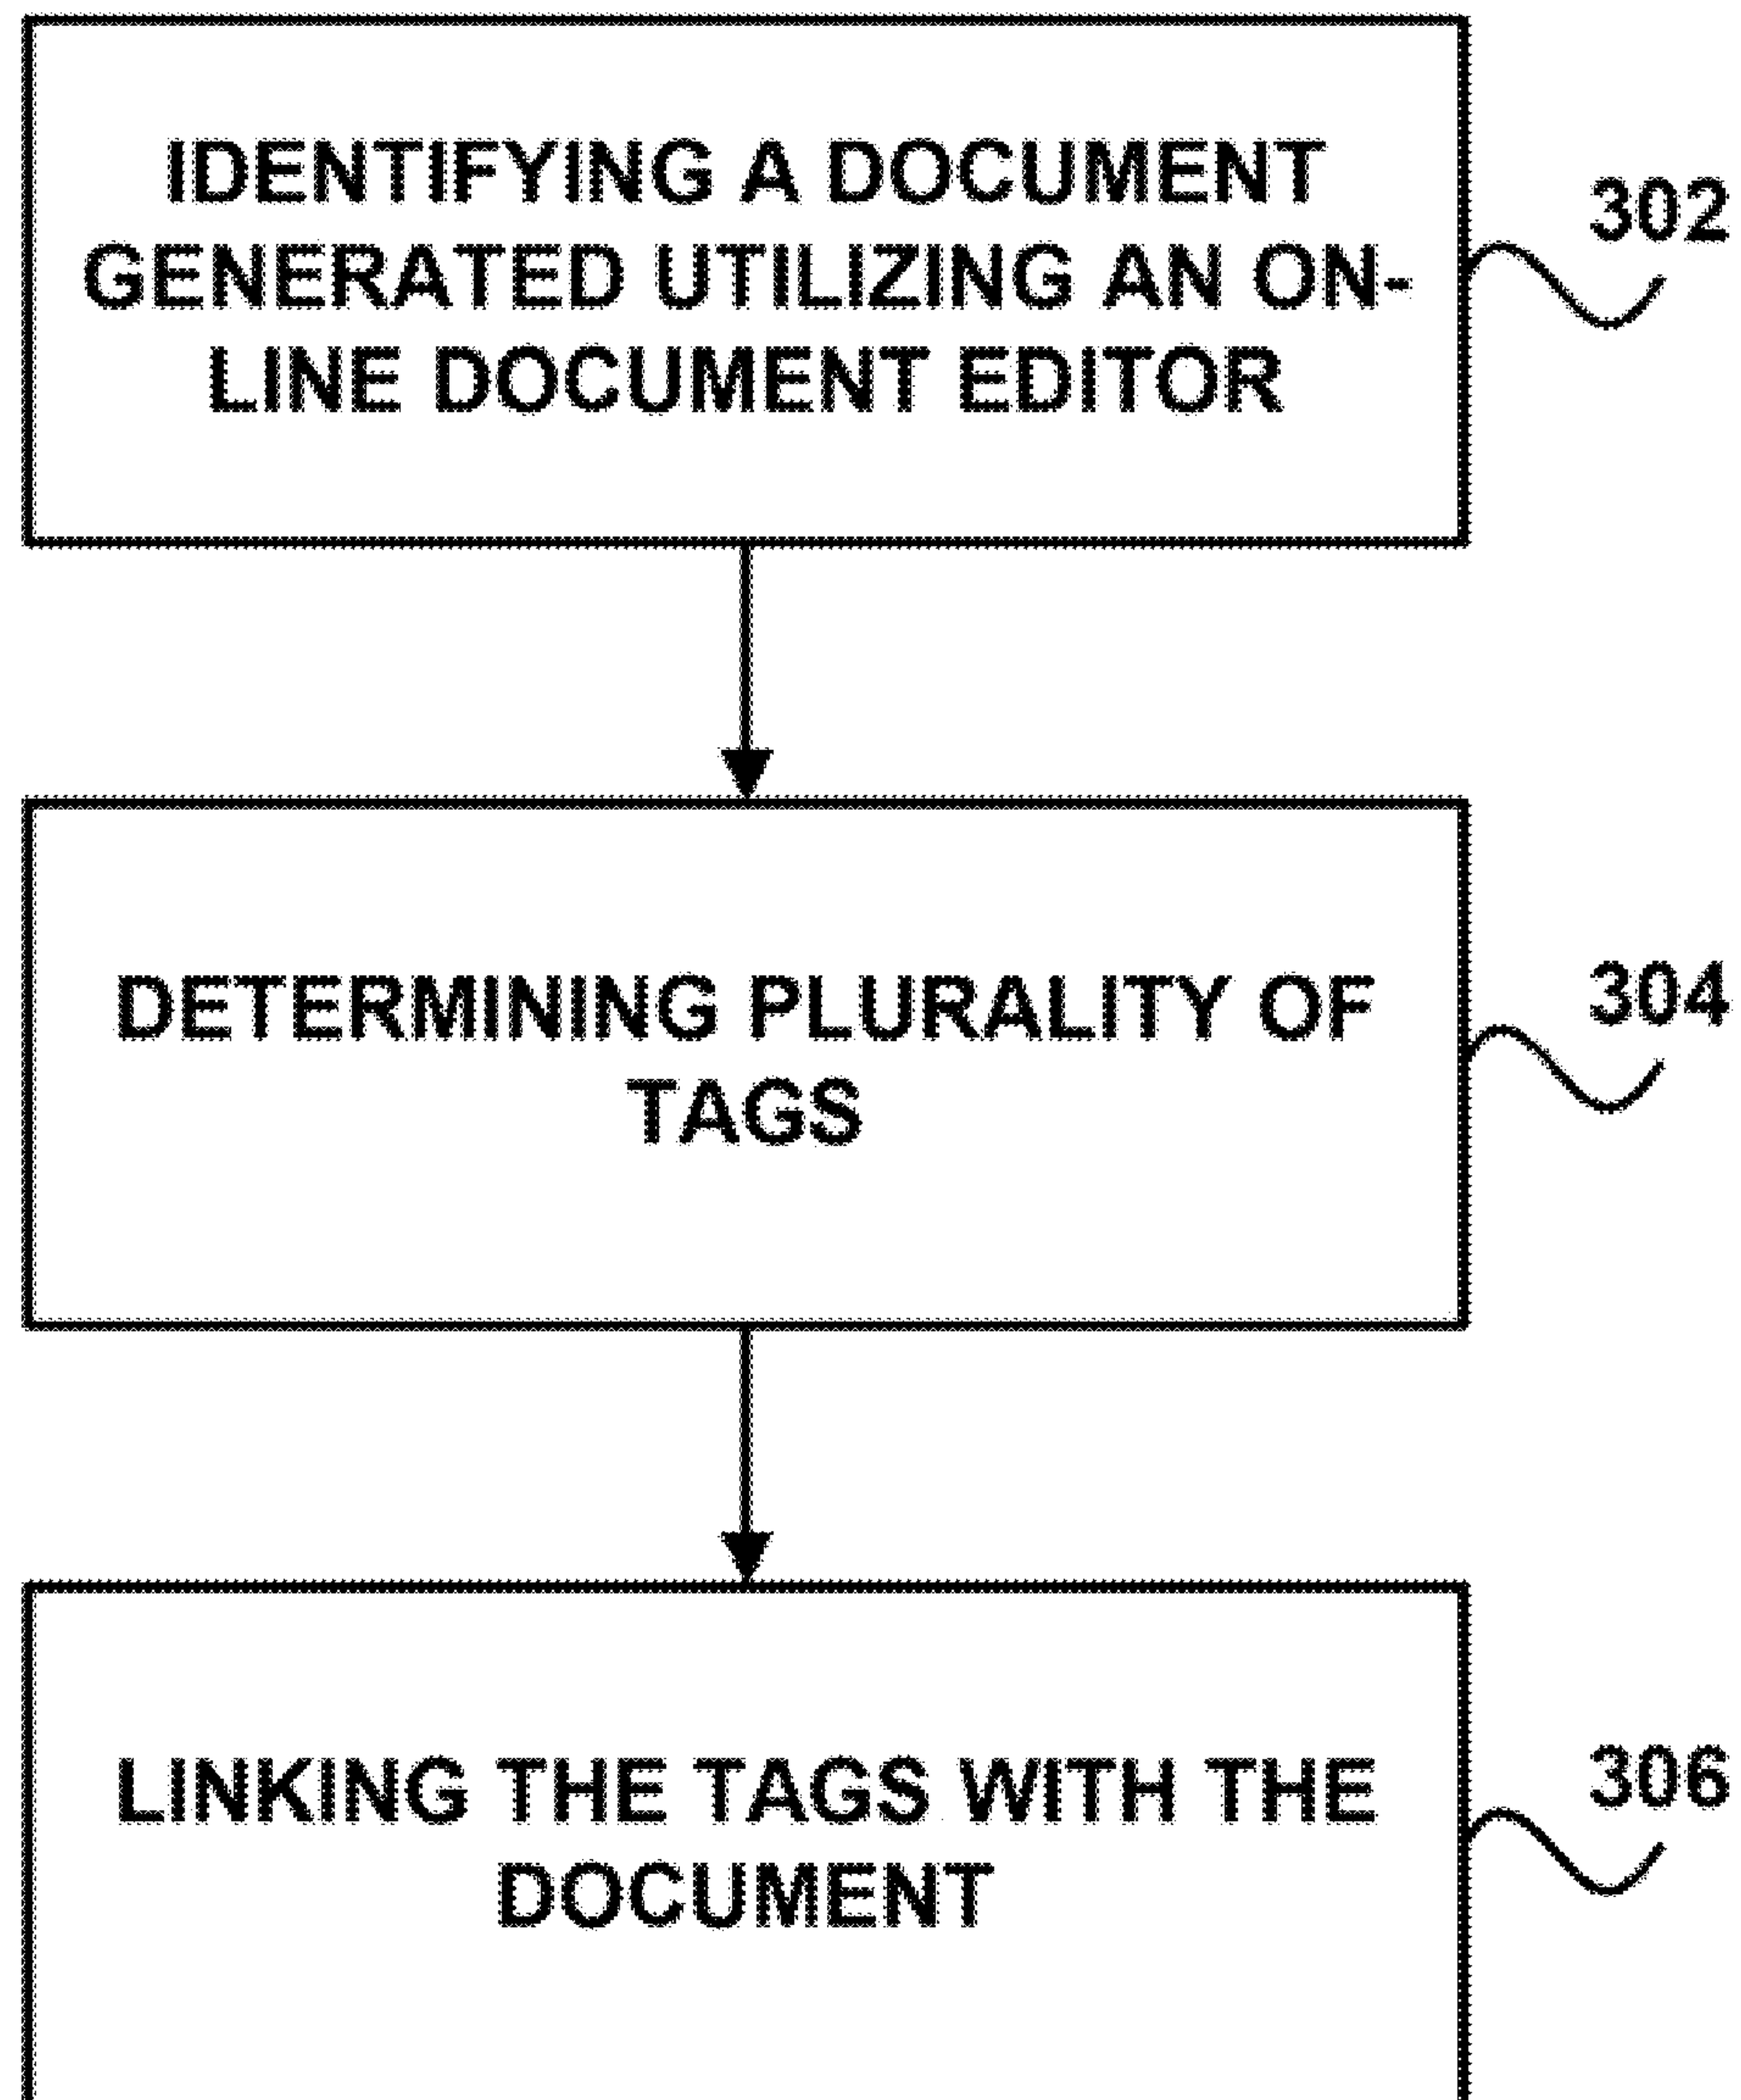 IDENTIFYING A DOCUMENT
GENERATED UTILIZING AN ON-
LINE DOCUMENT EDITOR
302
DETERMINING PLURALITY OF
TAGS
304
LINKING THE TAGS WITH THE
DOCUMENT
306